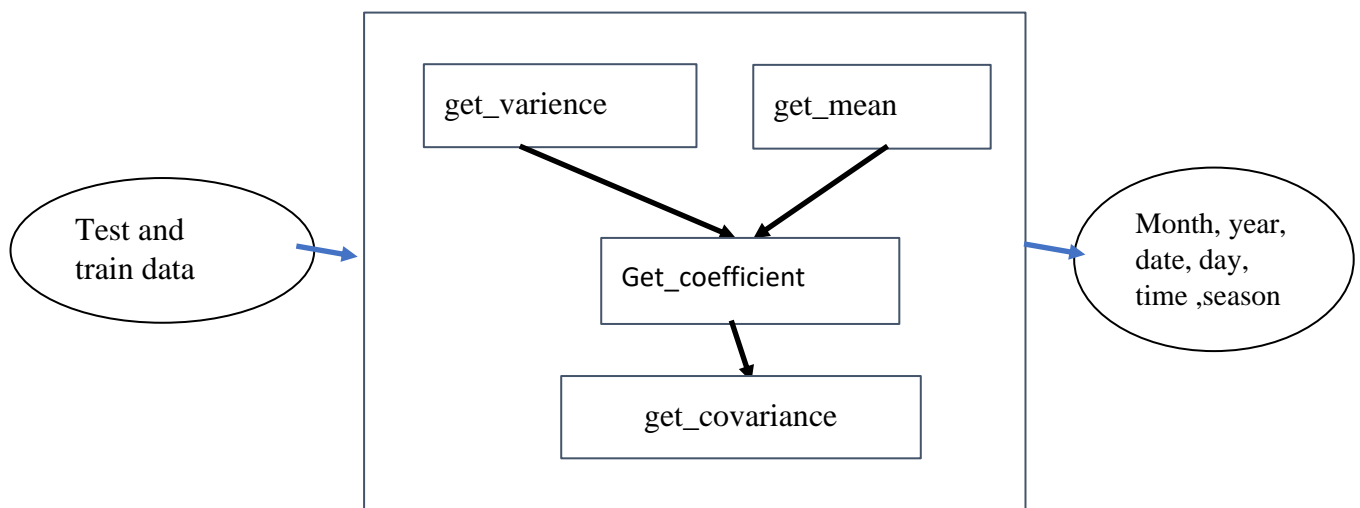 get_varience
get_mean
Test and
train data
Get_coefficient
Month, year,
date, day,
time ,season
get_covariance